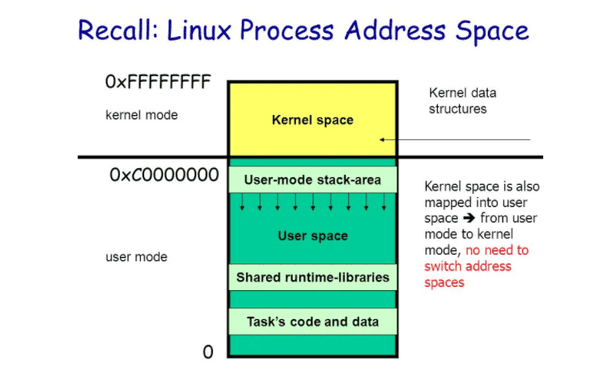 Recall: Linux Process Address Space
0xFFFFFFFF
kernel mode
Kernel space
Kernel data
structures
0xC0000000
User-mode stack-area
User space
user mode
Shared runtime-libraries
Task's code and data
0
Kernel space is also
mapped into user
space ➔ from user
mode to kernel
mode, no need to
switch address
spaces